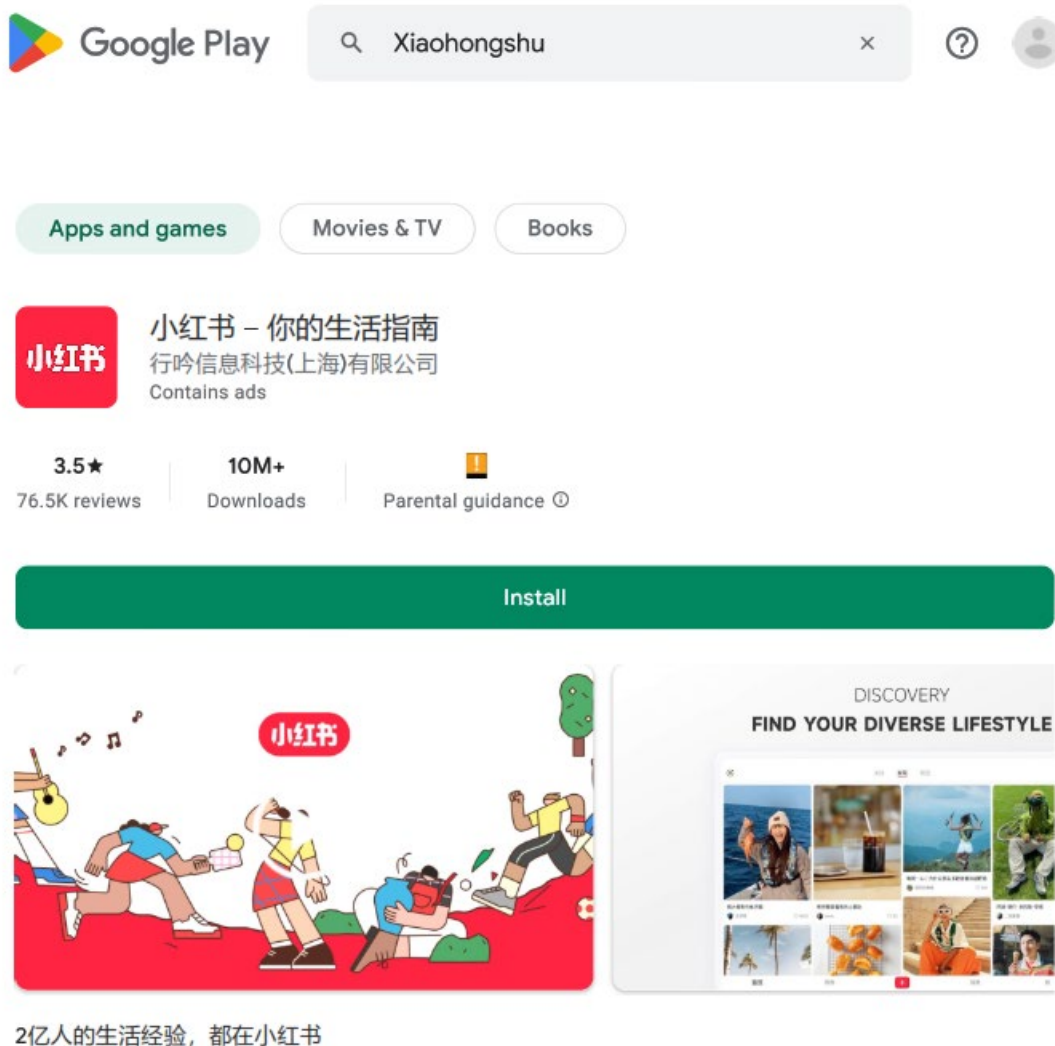 Google Play
Xiaohongshu
Apps and games
Movies & TV
Books
小红书
小红书 – 你的生活指南
行吟信息科技(上海)有限公司
Contains ads
3.5★
10M+
76.5K reviews
Downloads
Parental guidance
Install
小红书
DISCOVERY
FIND YOUR DIVERSE LIFESTYLE
2亿人的生活经验，都在小红书